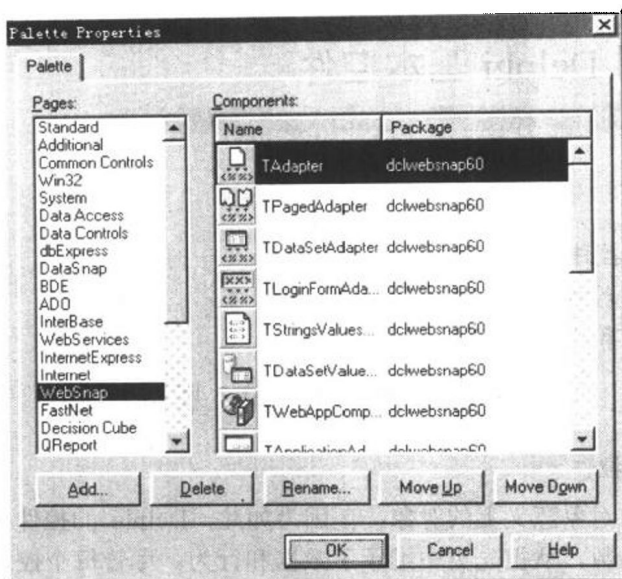 Palette Properties
Palette
Pages:
Standard
Additional
Common Controls
Win32
System
Data Access
Data Controls
dbExpress
DataSnap
BDE
ADO
InterBase
WebServices
InternetExpress
Internet
WebSnap
FastNet
Decision Cube
QReport
Components:
Name Package
TAdapter dclwebsnap60
TPagedAdapter dclwebsnap60
TDataSetAdapter dclwebsnap60
TLoginFormAda... dclwebsnap60
TStringsValues... dclwebsnap60
TDataSetValue... dclwebsnap60
TWebAppComp... dclwebsnap60
TApplicationAd... dclwebsnap60
Add... Delete Rename... Move Up Move Down
OK Cancel Help